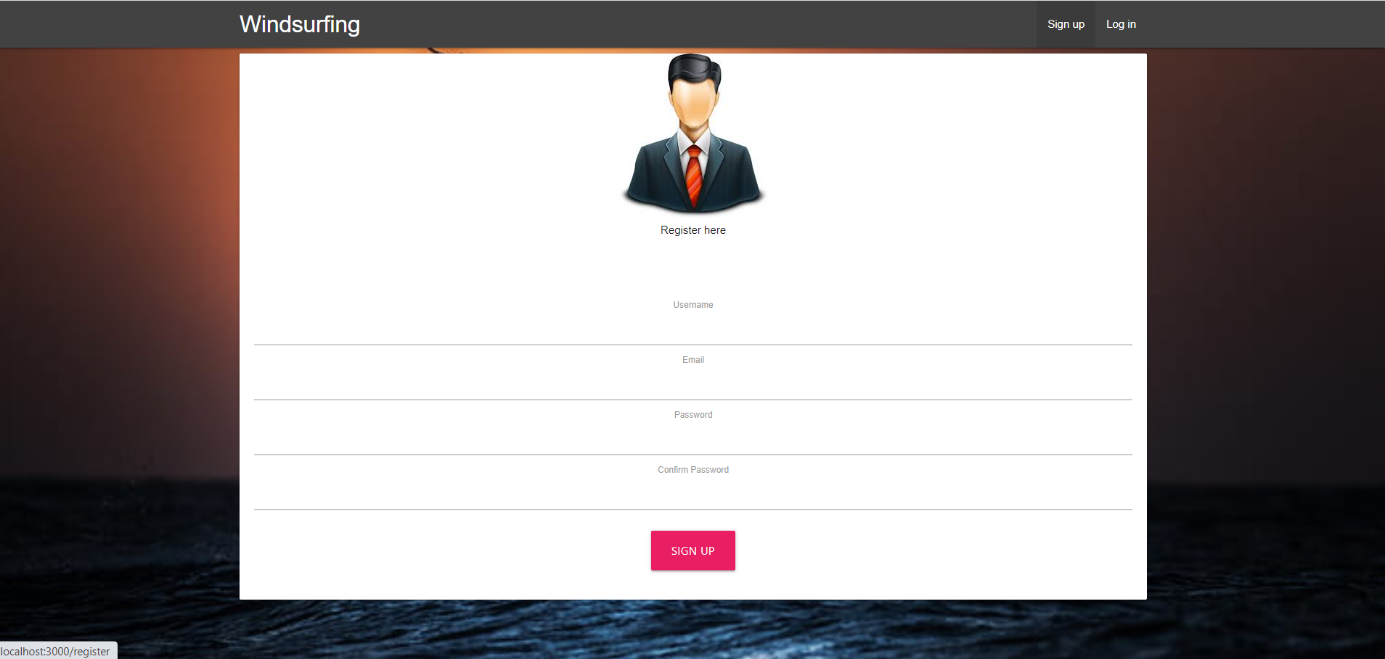 Windsurfing
Sign up
Log in
Register here
Username
Email
Password
Confirm Password
SIGN UP
localhost:3000/register